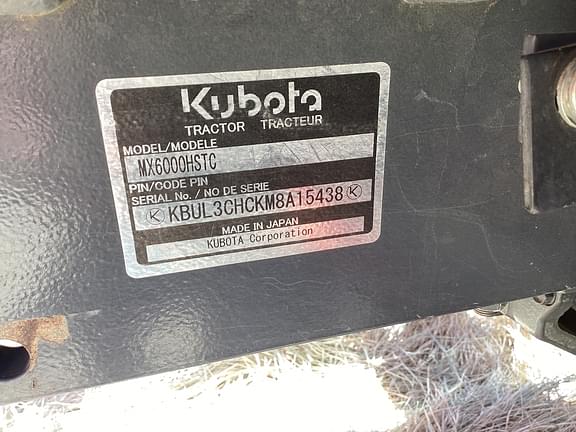 Kubota
TRACTOR TRACTEUR
MODEL/MODELE
MX6000HSTC
PIN/CODE PIN
SERIAL No. / NO DE SERIE
KBUL3CHCKM8A15438
MADE IN JAPAN
KUBOTA Corporation